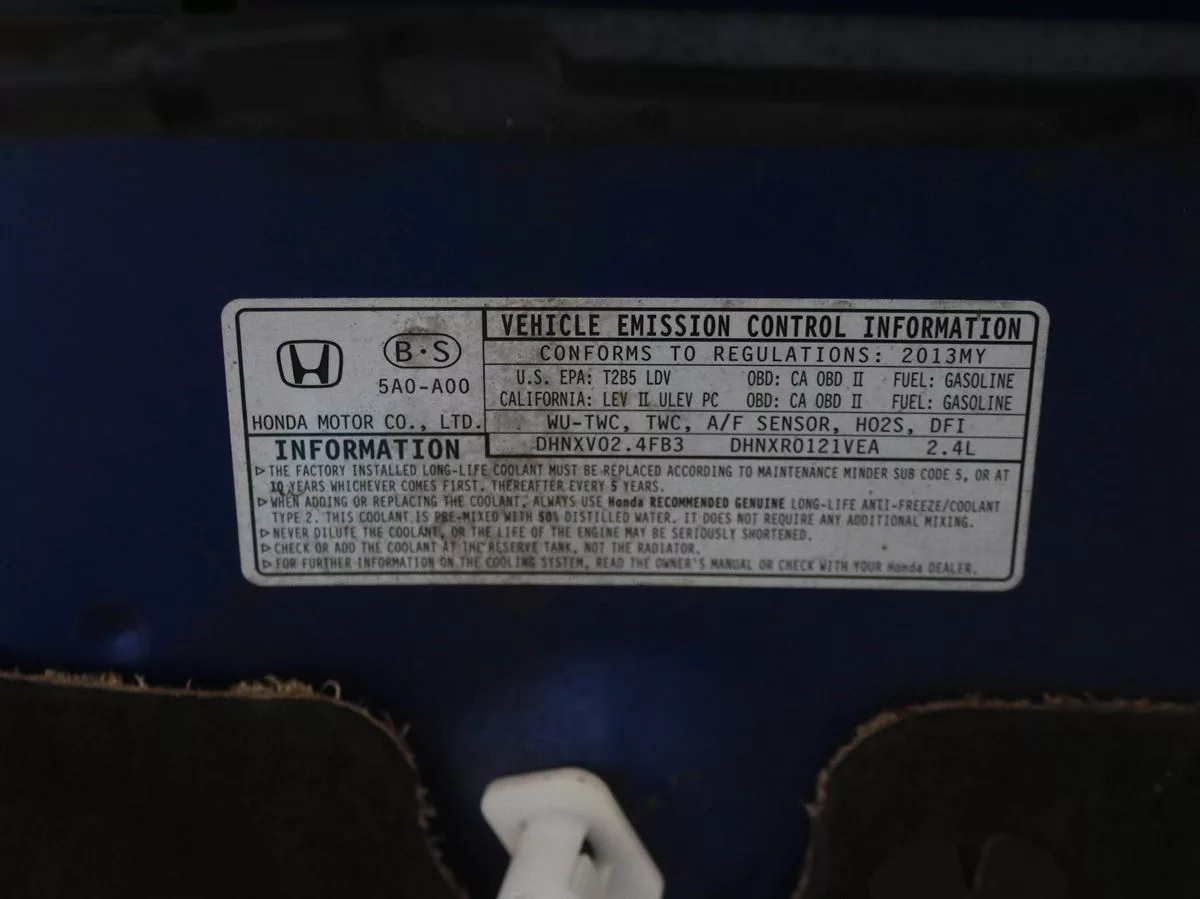 VEHICLE EMISSION CONTROL INFORMATION
CONFORMS TO REGULATIONS: 2013MY
B·S
5A0-A00
HONDA MOTOR CO., LTD.
U.S. EPA: T2B5 LDV OBD: CA OBD II FUEL: GASOLINE
CALIFORNIA: LEV II ULEV PC OBD: CA OBD II FUEL: GASOLINE
WU-TWC, TWC, A/F SENSOR, HO2S, DFI
DHNXV02.4FB3 DHNXR0121VEA 2.4L
INFORMATION
▷THE FACTORY INSTALLED LONG-LIFE COOLANT MUST BE REPLACED ACCORDING TO MAINTENANCE MINDER SUB CODE 5, OR AT
10 YEARS WHICHEVER COMES FIRST. THEREAFTER EVERY 5 YEARS.
▷WHEN ADDING OR REPLACING THE COOLANT, ALWAYS USE Honda RECOMMENDED GENUINE LONG-LIFE ANTI-FREEZE/COOLANT
TYPE 2. THIS COOLANT IS PRE-MIXED WITH 50% DISTILLED WATER. IT DOES NOT REQUIRE ANY ADDITIONAL MIXING.
▷NEVER DILUTE THE COOLANT, OR THE LIFE OF THE ENGINE MAY BE SERIOUSLY SHORTENED.
▷CHECK OR ADD THE COOLANT AT THE RESERVE TANK, NOT THE RADIATOR.
▷FOR FURTHER INFORMATION ON THE COOLING SYSTEM, READ THE OWNER'S MANUAL OR CHECK WITH YOUR Honda DEALER.